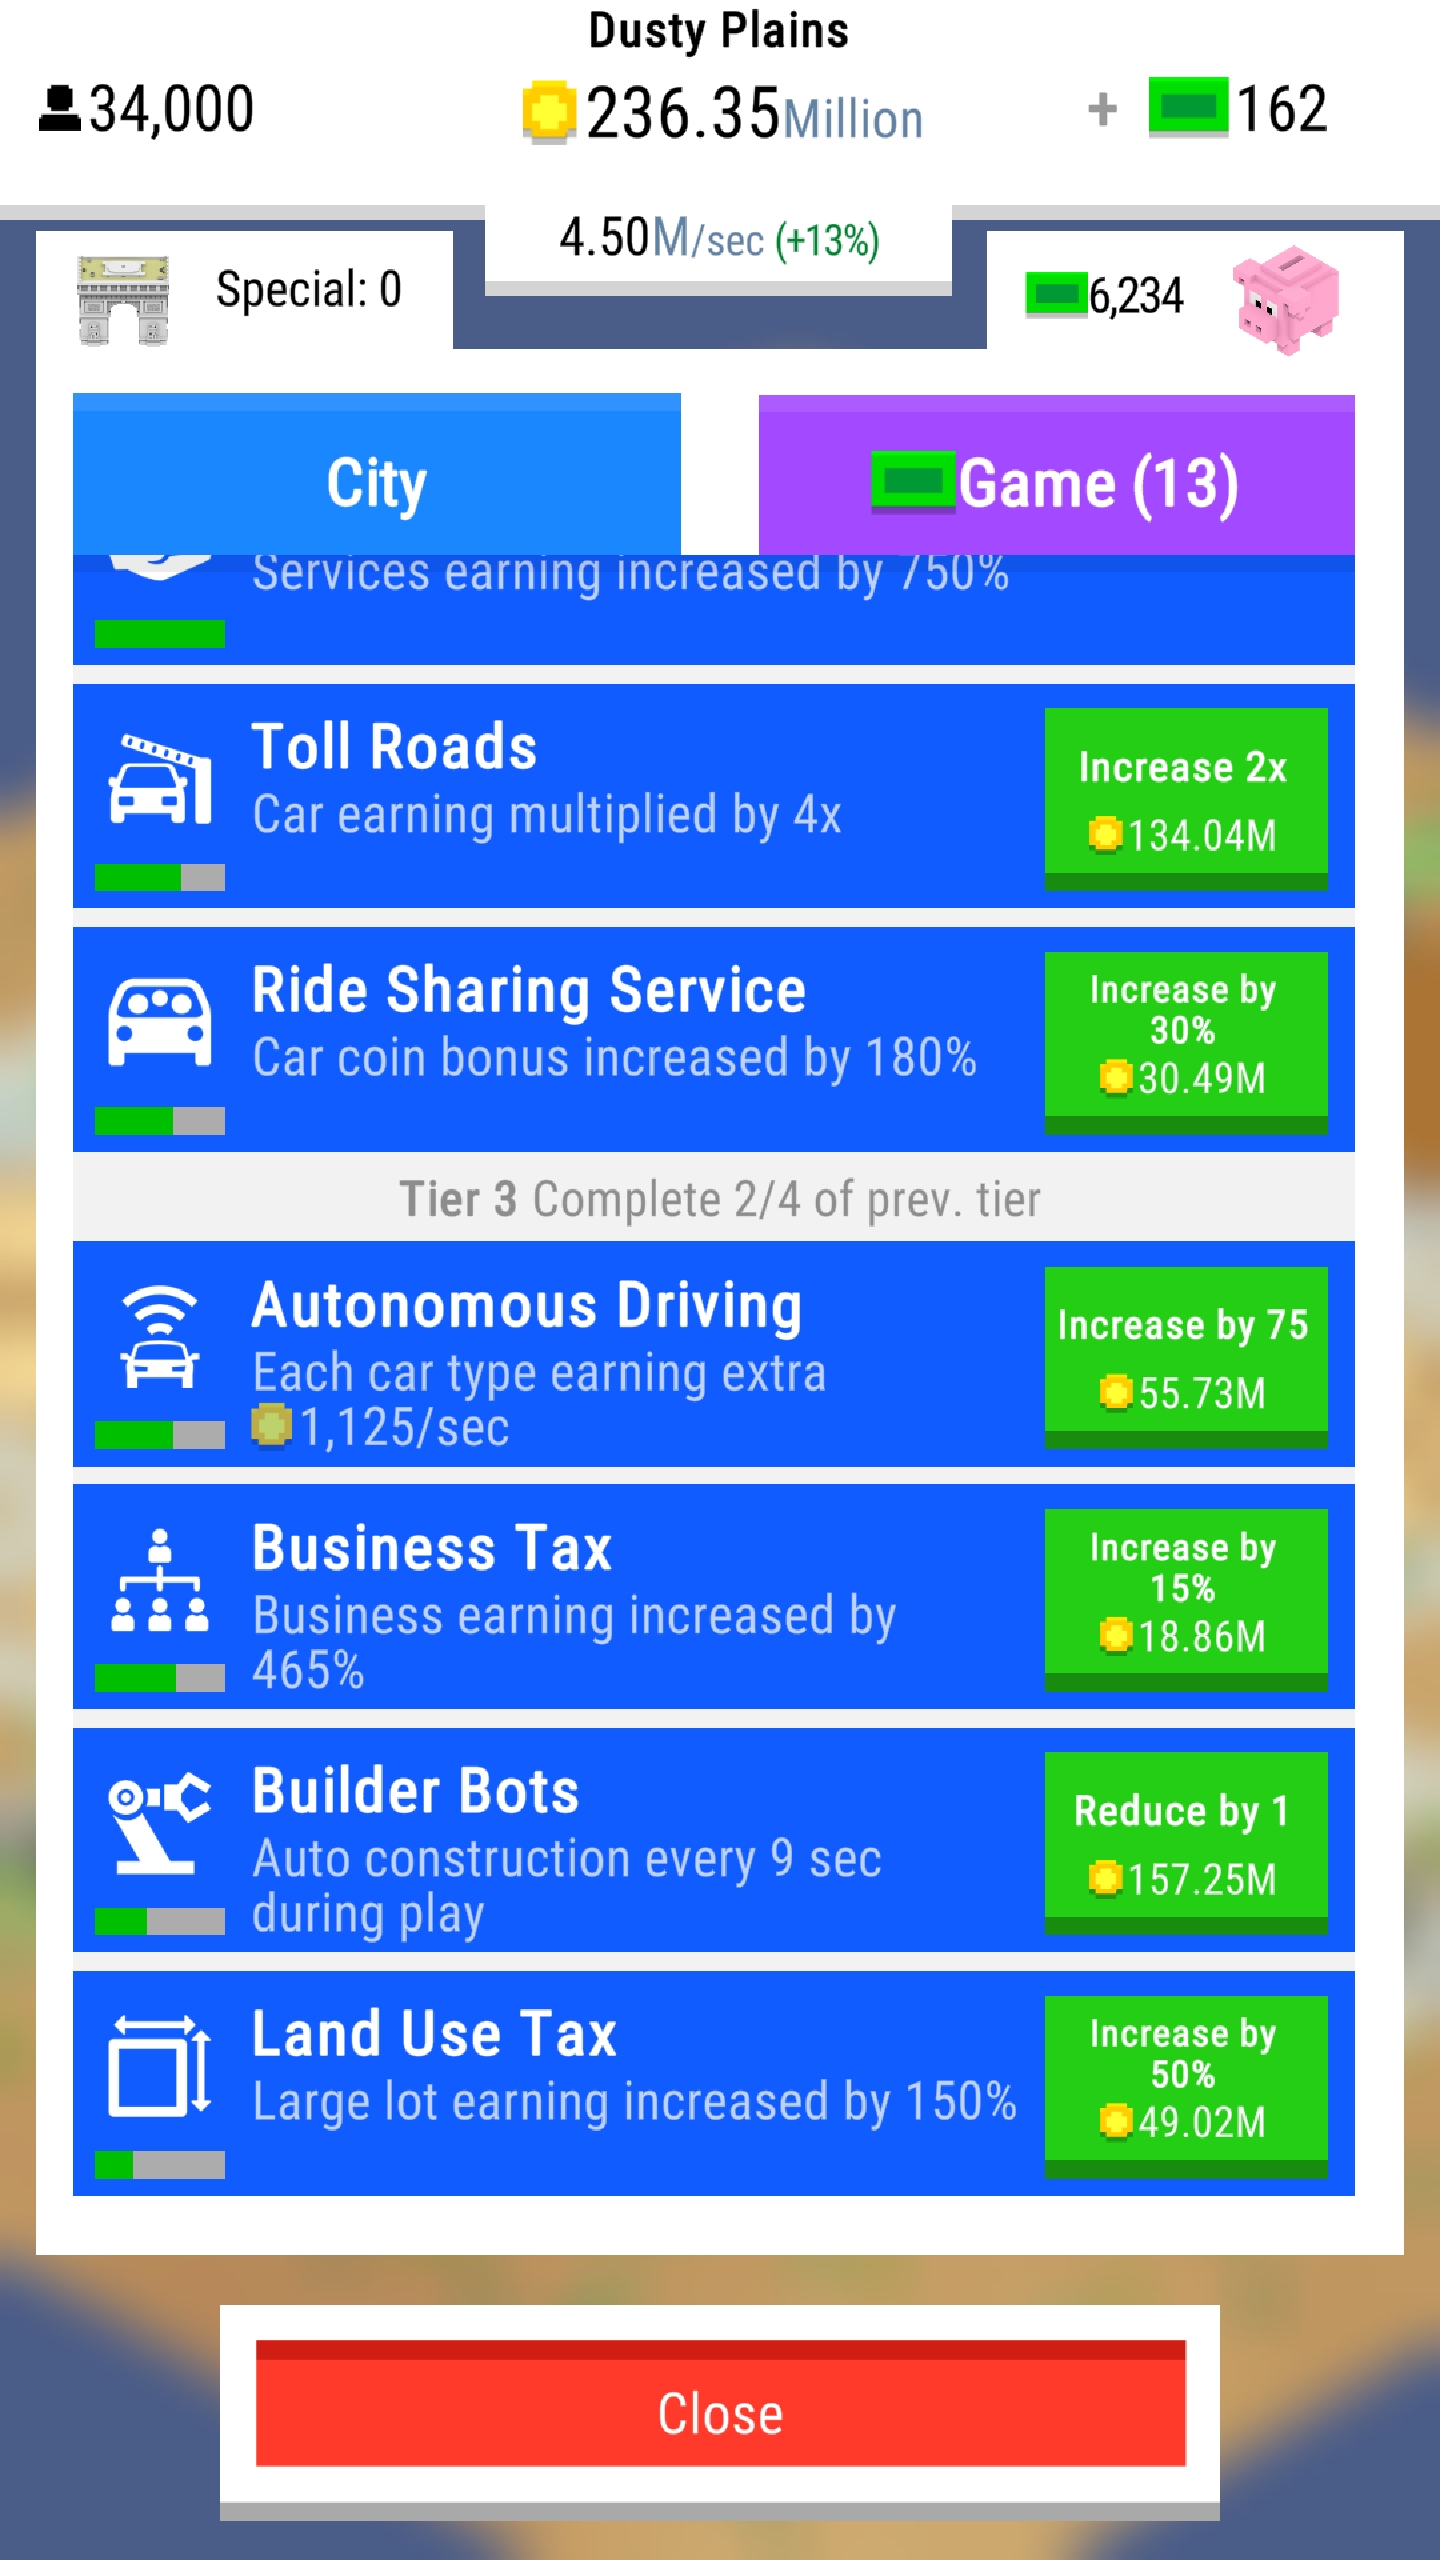 Dusty Plains
34,000
236.35Million
+ 162
4.50M/sec (+13%)
Special: 0
6,234
City
Game (13)
Services earning increased by 750%
Toll Roads
Car earning multiplied by 4x
Increase 2x
134.04M
Ride Sharing Service
Car coin bonus increased by 180%
Increase by
30%
30.49M
Tier 3 Complete 2/4 of prev. tier
Autonomous Driving
Each car type earning extra
1,125/sec
Increase by 75
55.73M
Business Tax
Business earning increased by
465%
Increase by
15%
18.86M
Builder Bots
Auto construction every 9 sec
during play
Reduce by 1
157.25M
Land Use Tax
Large lot earning increased by 150%
Increase by
50%
49.02M
Close